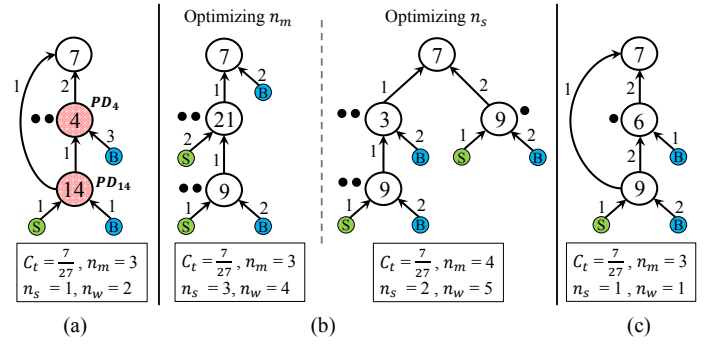 Optimizing n_m
Optimizing n_s
7
1
2
4
PD_4
3
B
1
14
PD_14
1
1
S
B
C_t = 7/27 , n_m = 3
n_s = 1, n_w = 2
(a)
7
1
2
B
21
2
S
1
9
1
2
S
B
C_t = 7/27 , n_m = 3
n_s = 3, n_w = 4
7
1
2
3
9
2
B
1
2
S
B
1
9
1
2
S
B
C_t = 7/27 , n_m = 4
n_s = 2 , n_w = 5
(b)
7
1
2
6
1
B
2
9
1
2
S
B
C_t = 7/27 , n_m = 3
n_s = 1 , n_w = 1
(c)